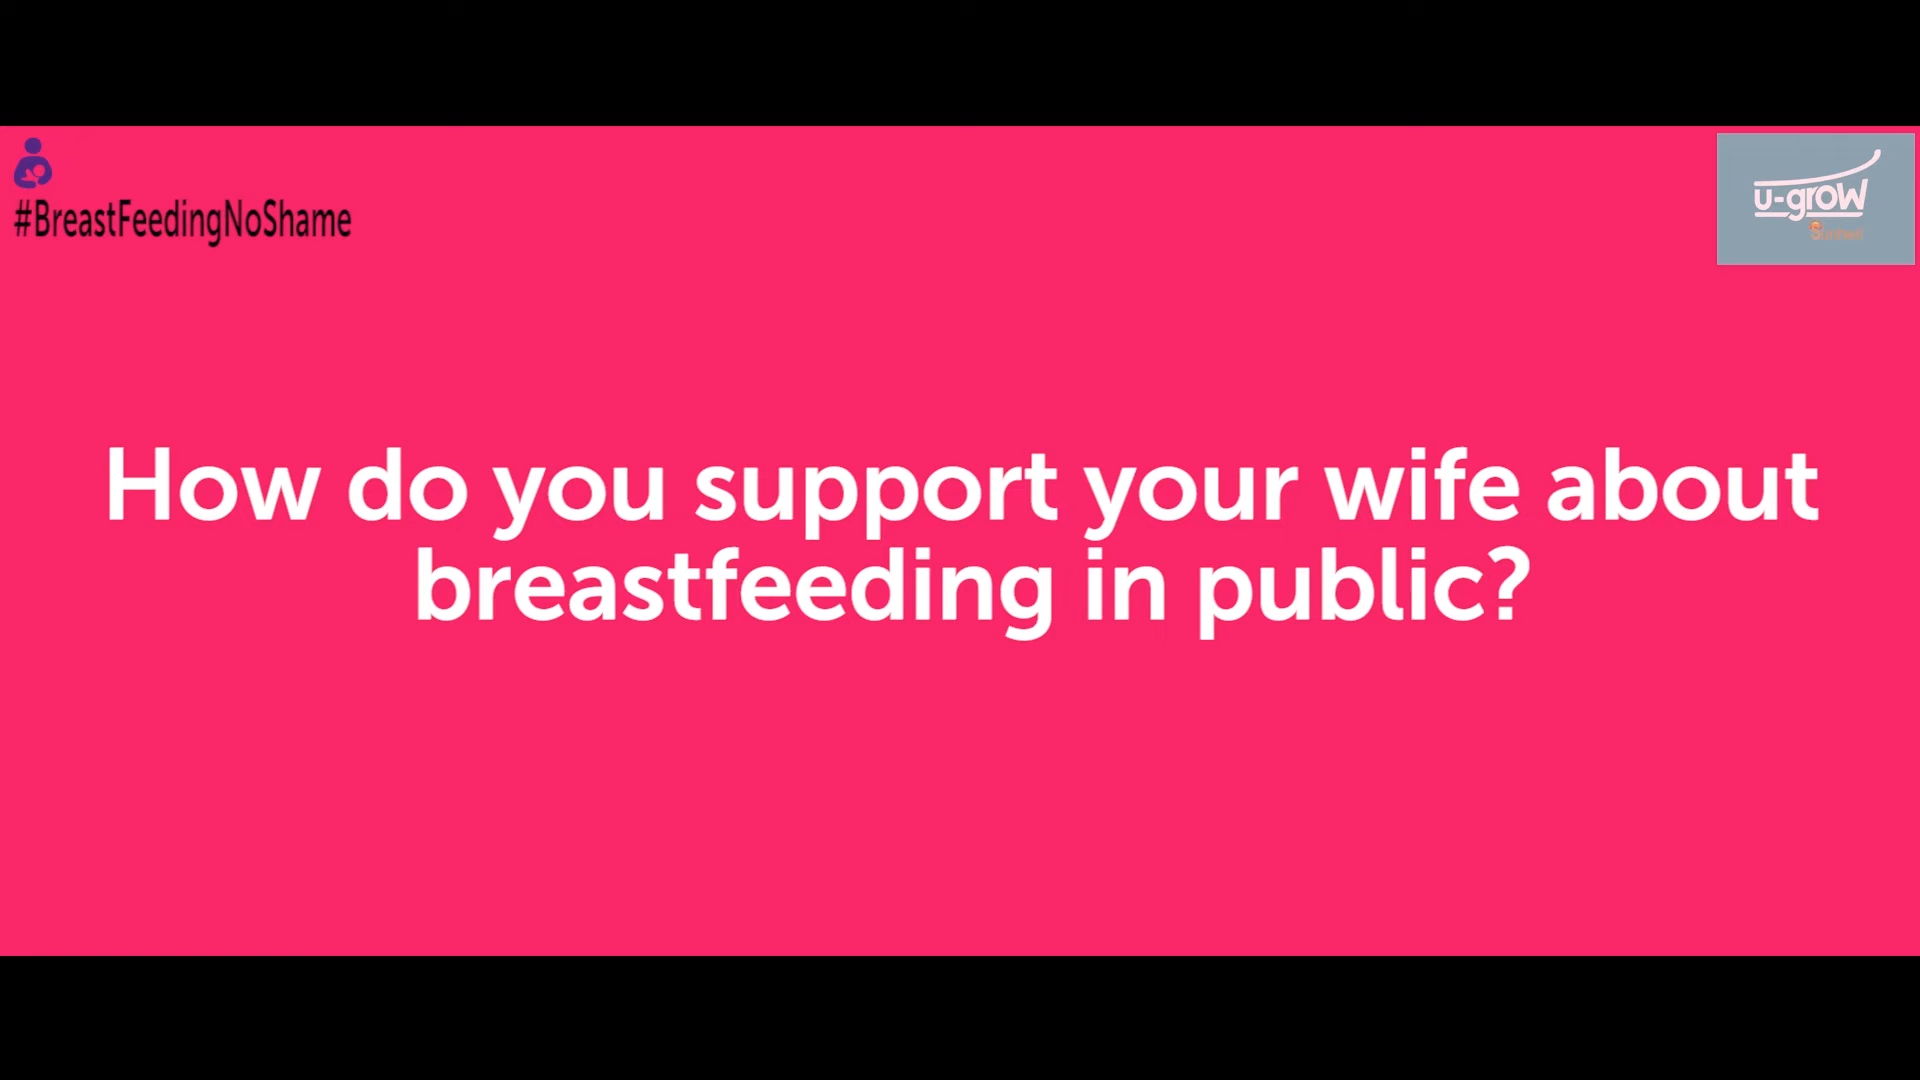 #BreastFeedingNoShame
u-grow
How do you support your wife about
breastfeeding in public?